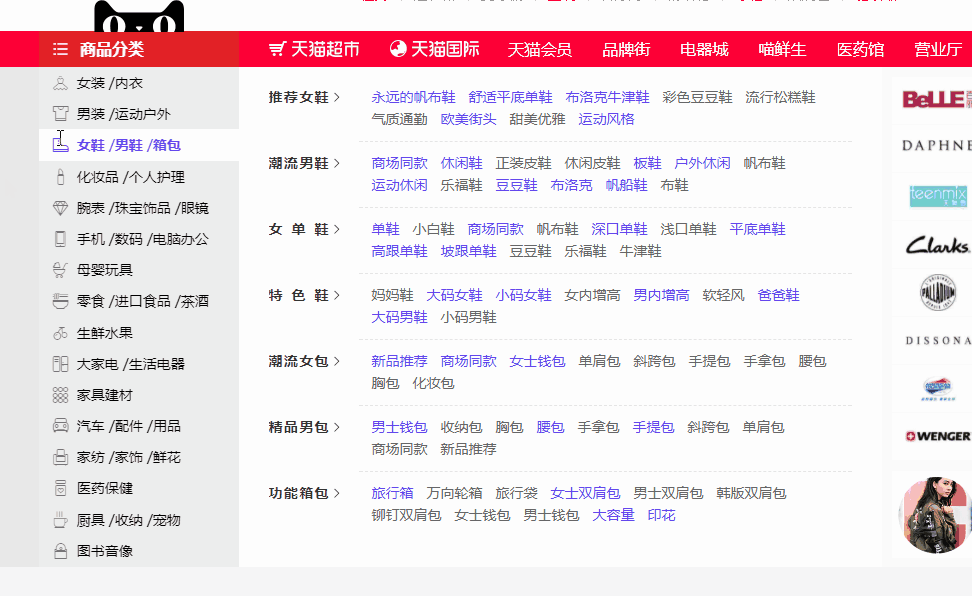 商品分类 天猫超市 天猫国际 天猫会员 品牌街 电器城 喵鲜生 医药馆 营业厅
女装 /内衣
男装 /运动户外
女鞋 /男鞋 /箱包
化妆品 /个人护理
腕表 /珠宝饰品 /眼镜
手机 /数码 /电脑办公
母婴玩具
零食 /进口食品 /茶酒
生鲜水果
大家电 /生活电器
家具建材
汽车 /配件 /用品
家纺 /家饰 /鲜花
医药保健
厨具 /收纳 /宠物
图书音像
推荐女鞋 > 永远的帆布鞋 舒适平底单鞋 布洛克牛津鞋 彩色豆豆鞋 流行松糕鞋
气质通勤 欧美街头 甜美优雅 运动风格
潮流男鞋 > 商场同款 休闲鞋 正装皮鞋 休闲皮鞋 板鞋 户外休闲 帆布鞋
运动休闲 乐福鞋 豆豆鞋 布洛克 帆船鞋 布鞋
女 单 鞋 > 单鞋 小白鞋 商场同款 帆布鞋 深口单鞋 浅口单鞋 平底单鞋
高跟单鞋 坡跟单鞋 豆豆鞋 乐福鞋 牛津鞋
特 色 鞋 > 妈妈鞋 大码女鞋 小码女鞋 女内增高 男内增高 软轻风 爸爸鞋
大码男鞋 小码男鞋
潮流女包 > 新品推荐 商场同款 女士钱包 单肩包 斜跨包 手提包 手拿包 腰包
胸包 化妆包
精品男包 > 男士钱包 收纳包 胸包 腰包 手拿包 手提包 斜跨包 单肩包
商场同款 新品推荐
功能箱包 > 旅行箱 万向轮箱 旅行袋 女士双肩包 男士双肩包 韩版双肩包
铆钉双肩包 女士钱包 男士钱包 大容量 印花
BeLLE
DAPHNE
teenmix
Clarks
PALLADIUM
DISSONA
WENGER